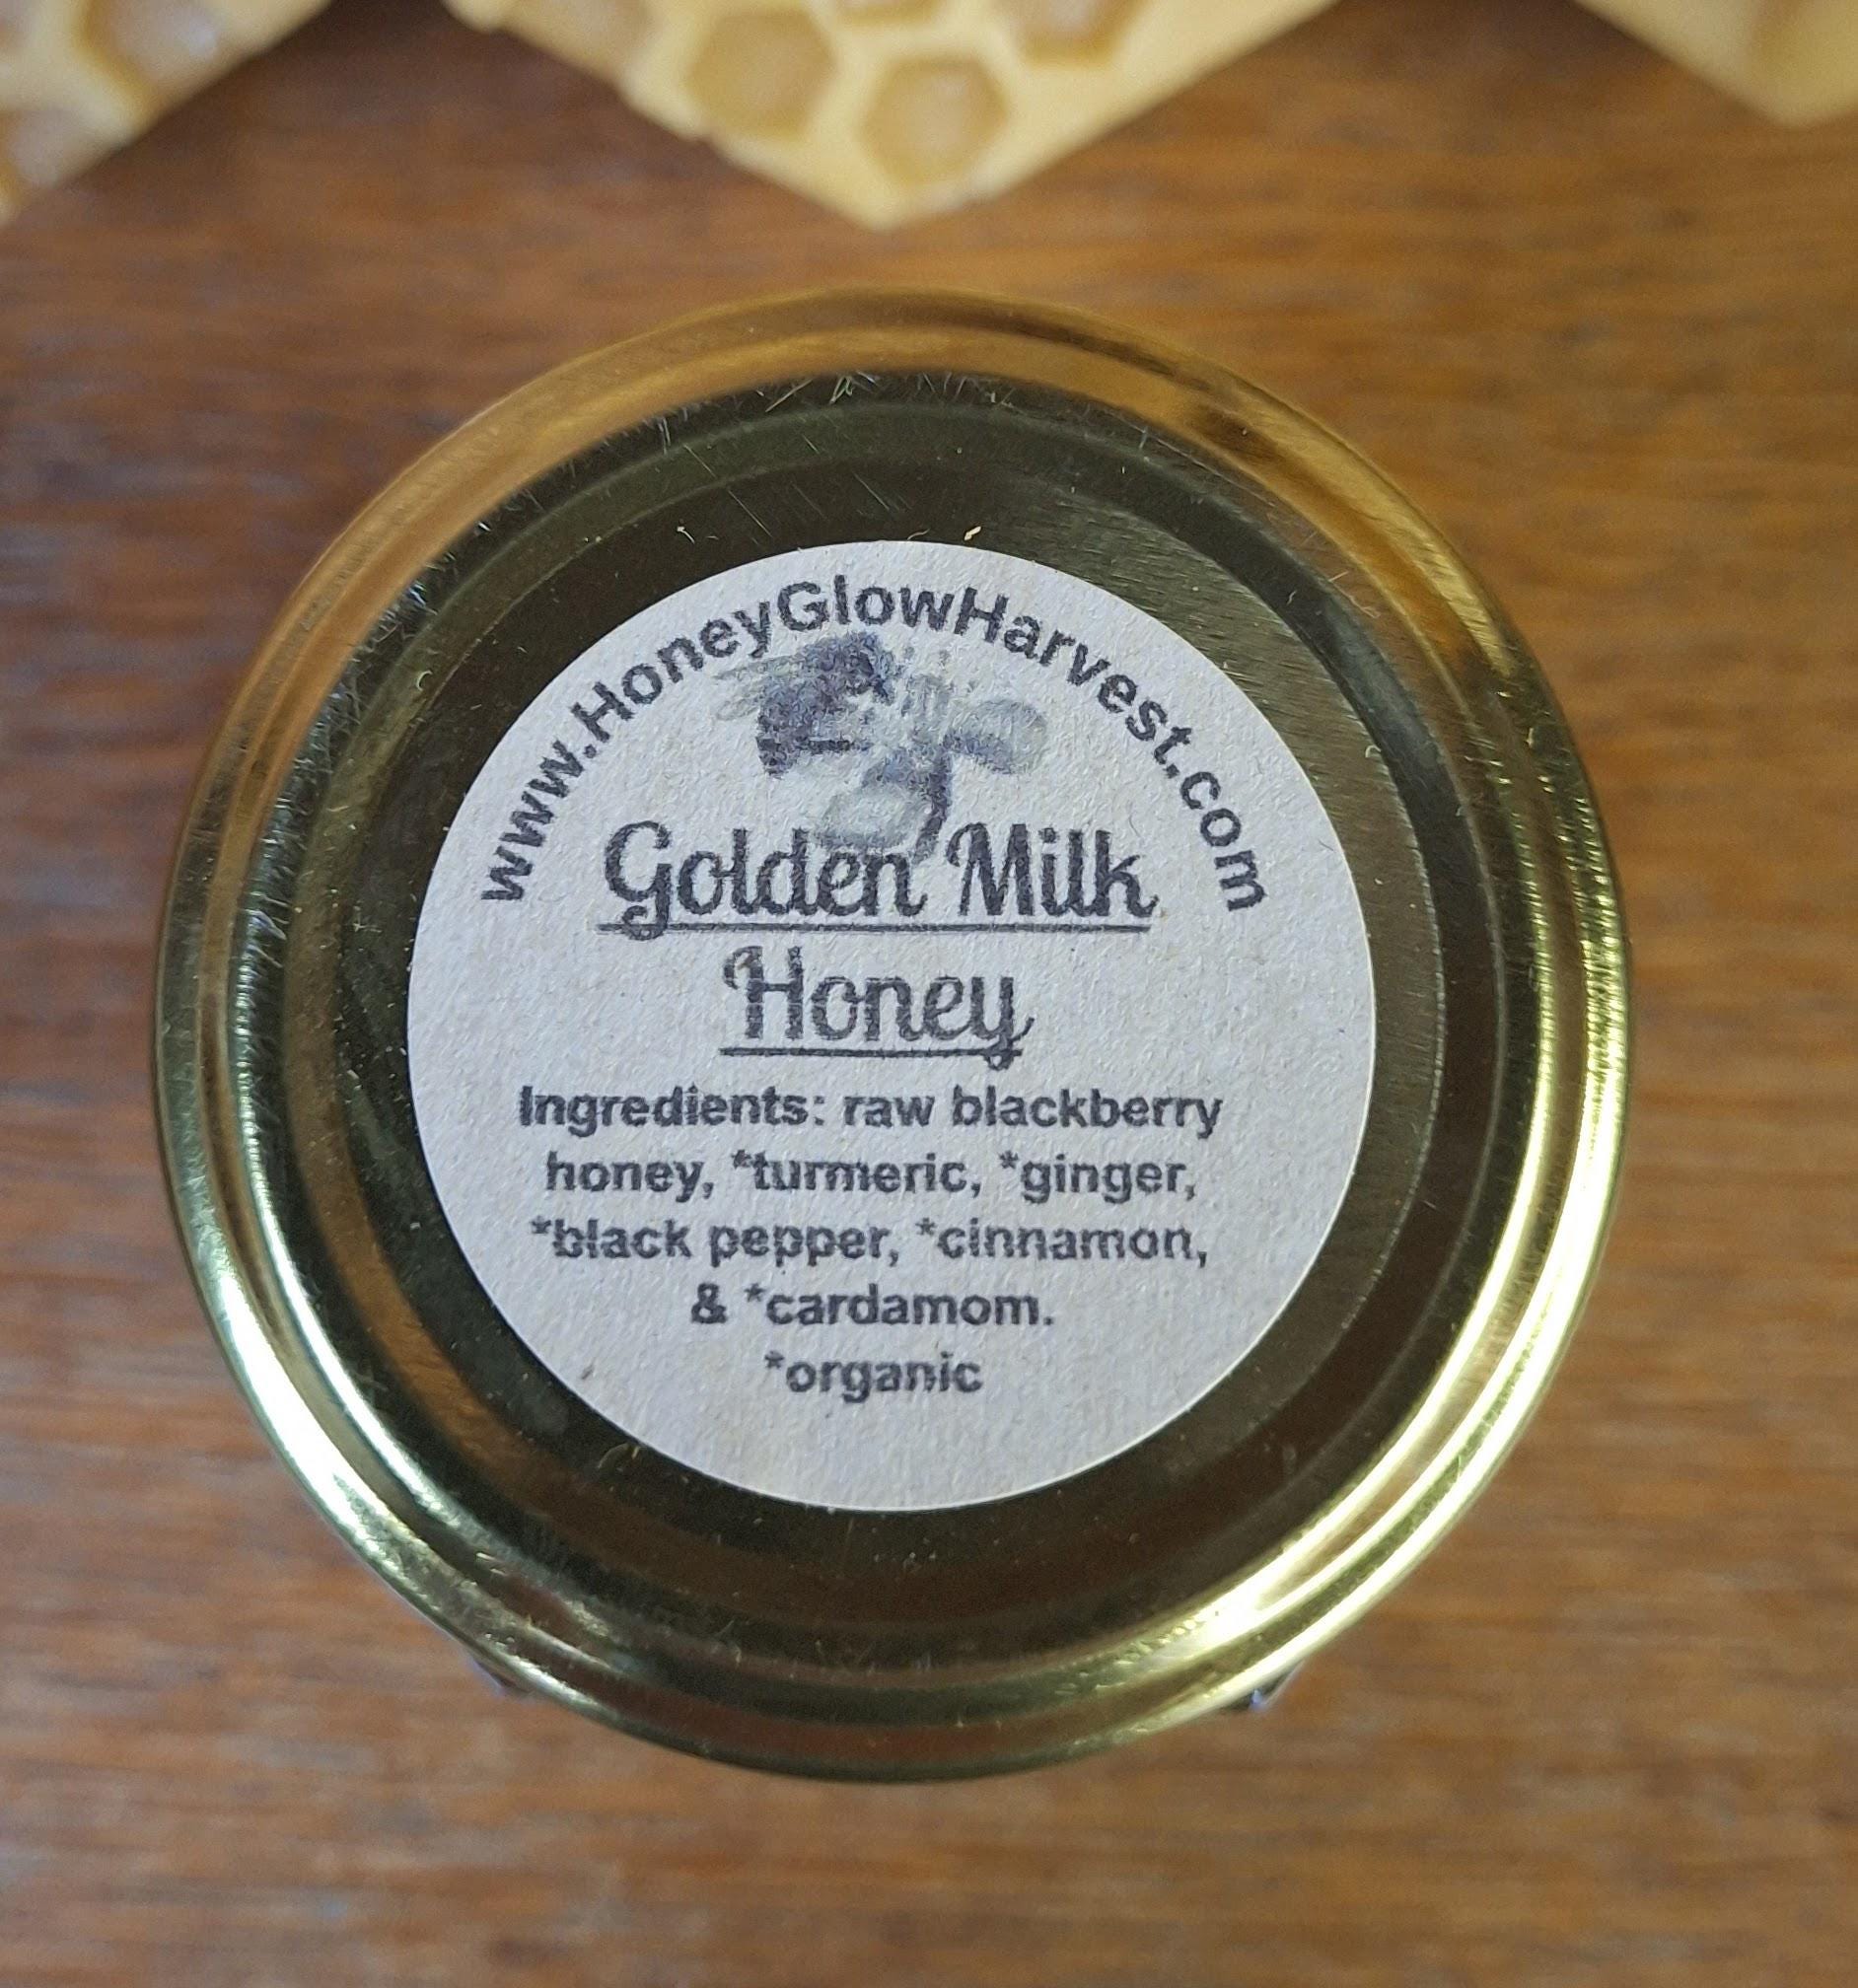 www.HoneyGlowHarvest.com
Golden Milk
Honey
Ingredients: raw blackberry
honey, *turmeric, *ginger,
*black pepper, *cinnamon,
& *cardamom.
*organic